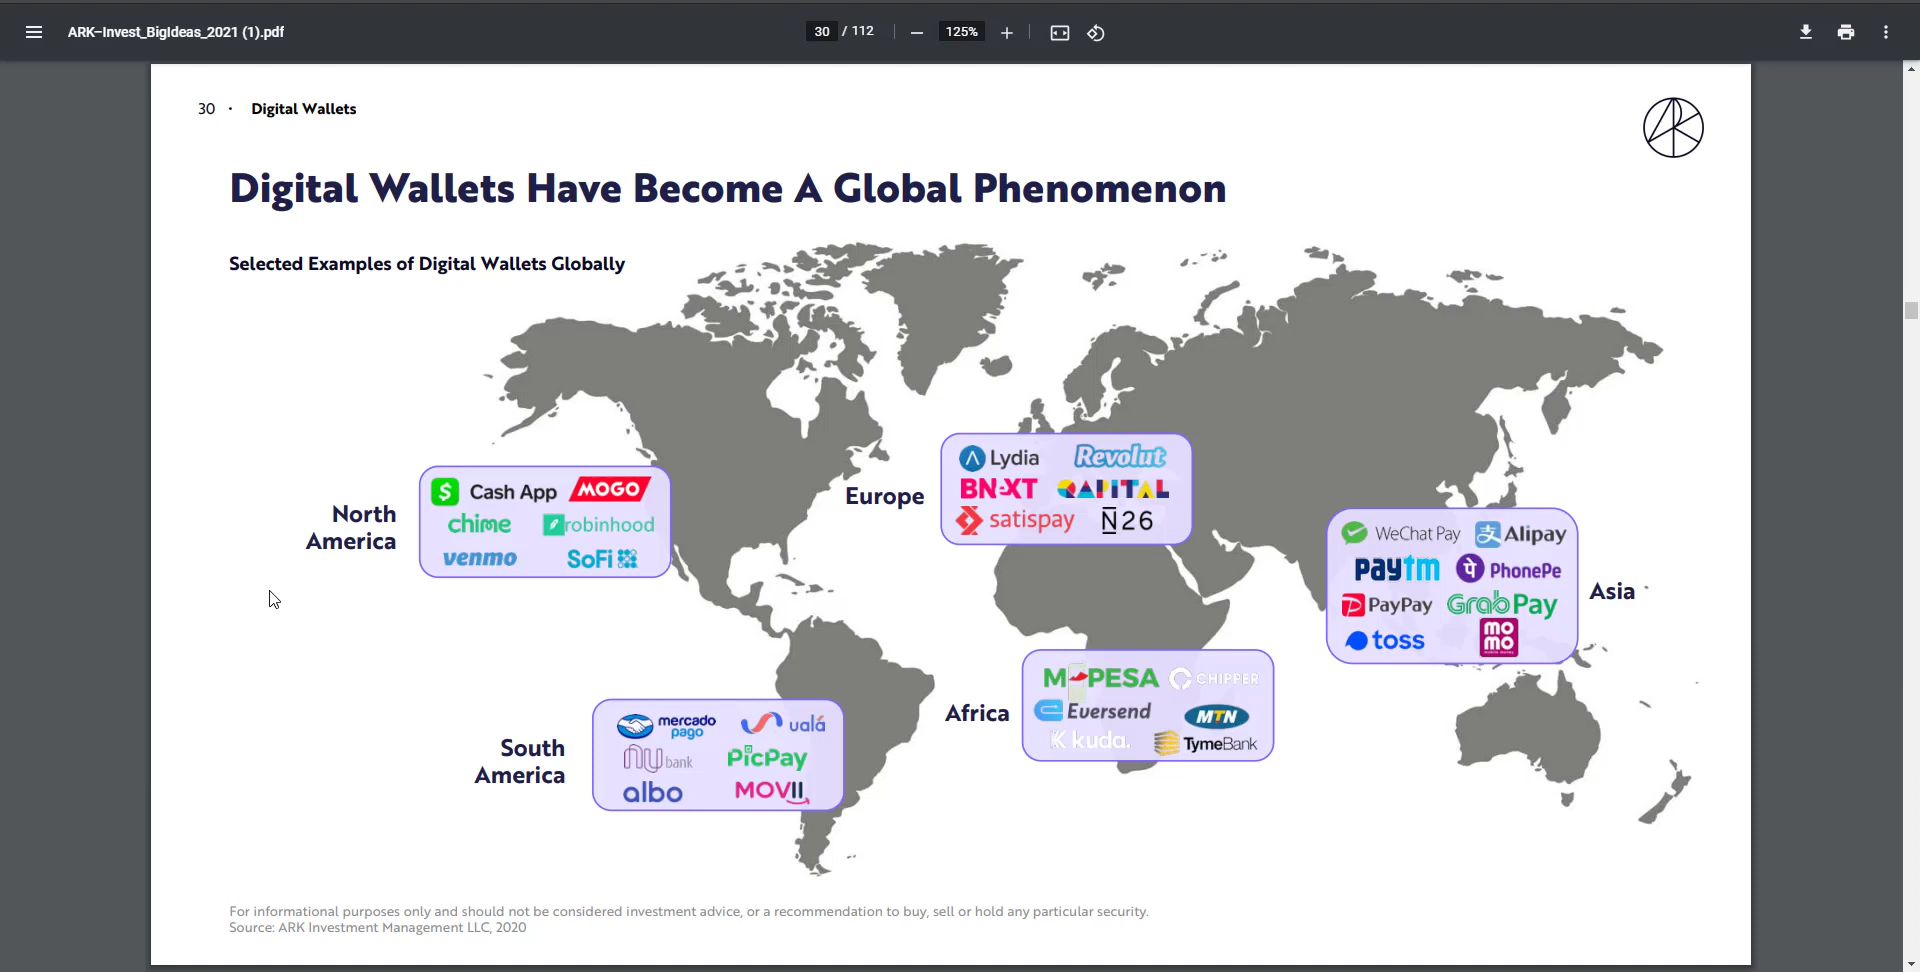 ARK–Invest_BigIdeas_2021 (1).pdf
30 / 112
125%
30 · Digital Wallets
Digital Wallets Have Become A Global Phenomenon
Selected Examples of Digital Wallets Globally
North
America
Cash App MOGO
chime robinhood
venmo SoFi
Europe
Lydia Revolut
BNEXT QAPITAL
satispay N26
WeChat Pay Alipay
paytm PhonePe
PayPay GrabPay
toss momo
Asia
Africa
M-PESA CHIPPER
Eversend MTN
kuda. TymeBank
South
America
mercado pago ualá
nu bank PicPay
albo MOVII
For informational purposes only and should not be considered investment advice, or a recommendation to buy, sell or hold any particular security.
Source: ARK Investment Management LLC, 2020